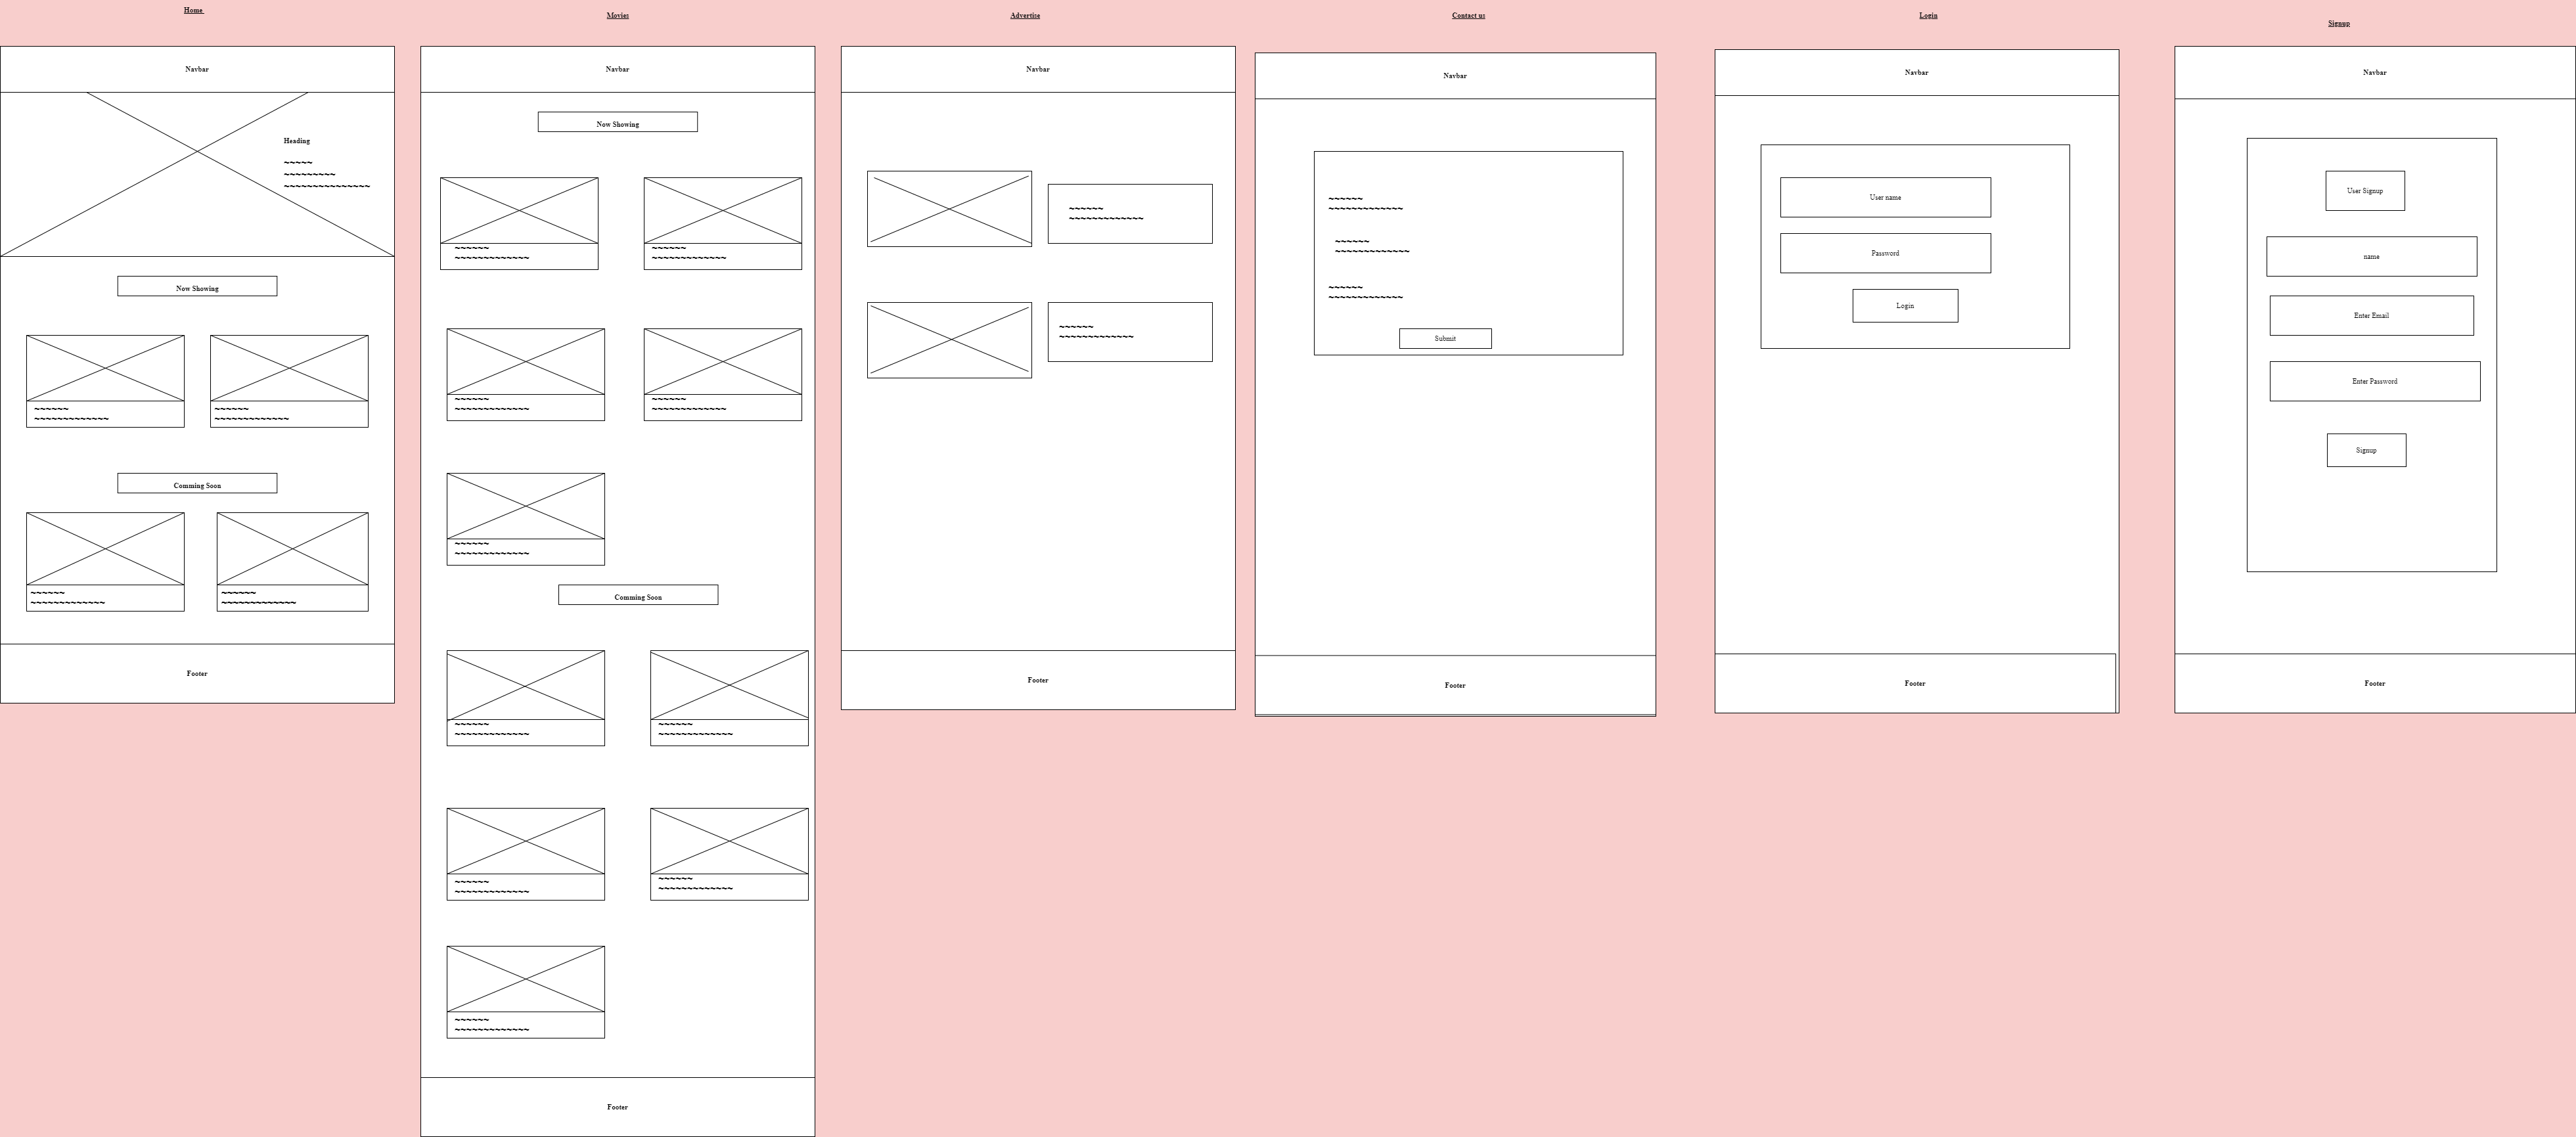 Home
Navbar
Heading
~~~~~
~~~~~~~~~
~~~~~~~~~~~~~~~
Now Showing
~~~~~~
~~~~~~~~~~~~~
~~~~~~
~~~~~~~~~~~~~
Comming Soon
~~~~~~
~~~~~~~~~~~~~
~~~~~~
~~~~~~~~~~~~~
Footer
Movies
Navbar
Now Showing
~~~~~~
~~~~~~~~~~~~~
~~~~~~
~~~~~~~~~~~~~
~~~~~~
~~~~~~~~~~~~~
~~~~~~
~~~~~~~~~~~~~
~~~~~~
~~~~~~~~~~~~~
Comming Soon
~~~~~~
~~~~~~~~~~~~~
~~~~~~
~~~~~~~~~~~~~
~~~~~~
~~~~~~~~~~~~~
~~~~~~
~~~~~~~~~~~~~
~~~~~~
~~~~~~~~~~~~~
Footer
Advertise
Navbar
~~~~~~
~~~~~~~~~~~~~
~~~~~~
~~~~~~~~~~~~~
Footer
Contact us
Navbar
~~~~~~
~~~~~~~~~~~~~
~~~~~~
~~~~~~~~~~~~~
~~~~~~
~~~~~~~~~~~~~
Submit
Footer
Login
Navbar
User name
Password
Login
Footer
Signup
Navbar
User Signup
name
Enter Email
Enter Password
Signup
Footer